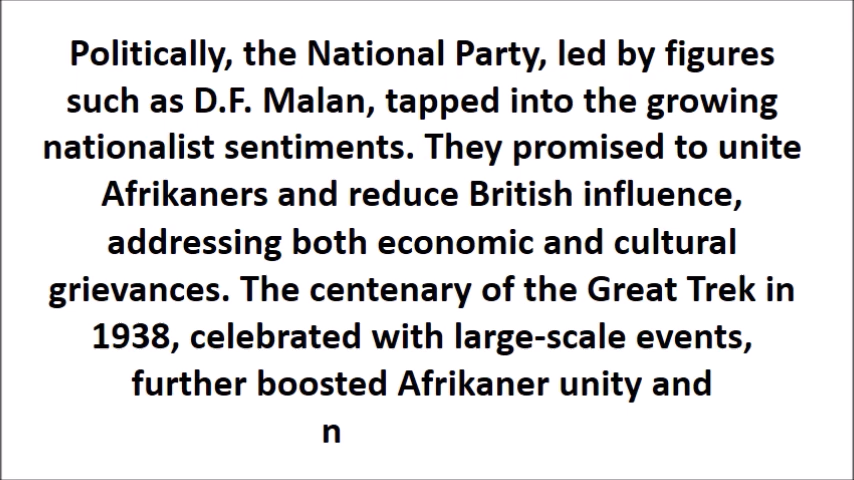 Politically, the National Party, led by figures
such as D.F. Malan, tapped into the growing
nationalist sentiments. They promised to unite
Afrikaners and reduce British influence,
addressing both economic and cultural
grievances. The centenary of the Great Trek in
1938, celebrated with large-scale events,
further boosted Afrikaner unity and
n